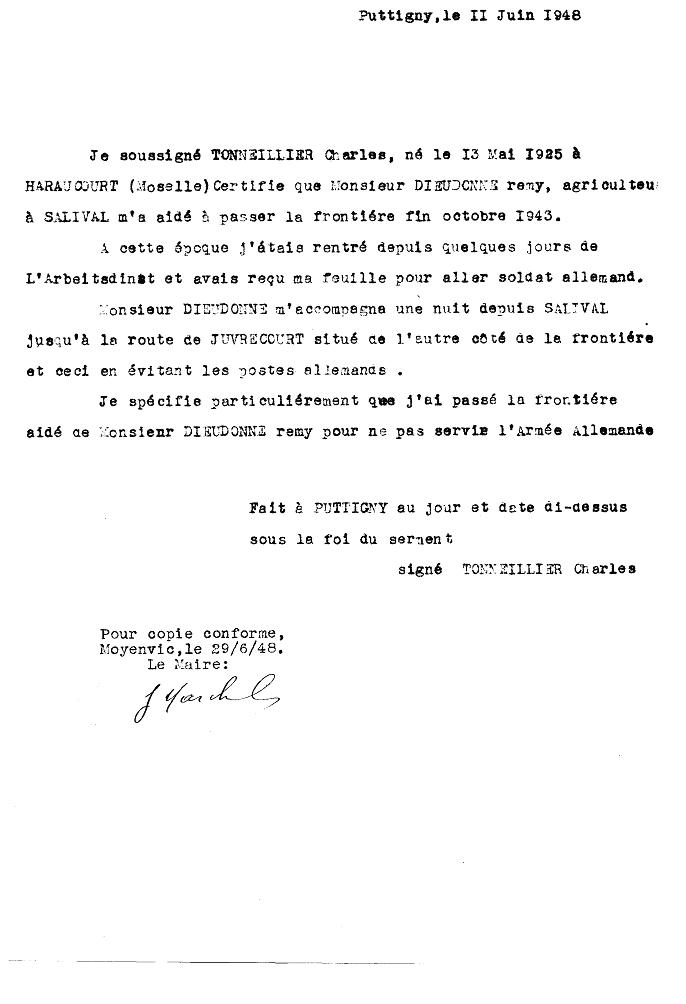 Puttigny,le II Juin I948
Je soussigné TONNEILLIER Charles, né le I3 Mai I925 à
HARAUCOURT (Moselle)Certifie que Monsieur DIEUDONNE remy, agriculteu
à SALIVAL m'a aidé à passer la frontiére fin octobre I943.
A cette époque j'étais rentré depuis quelques jours de
L'Arbeitsdinst et avais reçu ma feuille pour aller soldat allemand.
Monsieur DIEUDONNE m'accompagna une nuit depuis SALIVAL
jusqu'à la route de JUVRECOURT situé de l'autre côté de la frontiére
et ceci en évitant les postes allemands .
Je spécifie particuliérement que j'ai passé la frontiére
aidé de Monsienr DIEUDONNE remy pour ne pas servir l'Armée Allemande
Fait à PUTTIGNY au jour et date di-dessus
sous la foi du serment
signé TONNEILLIER Charles
Pour copie conforme,
Moyenvic,le 29/6/48.
Le Maire: